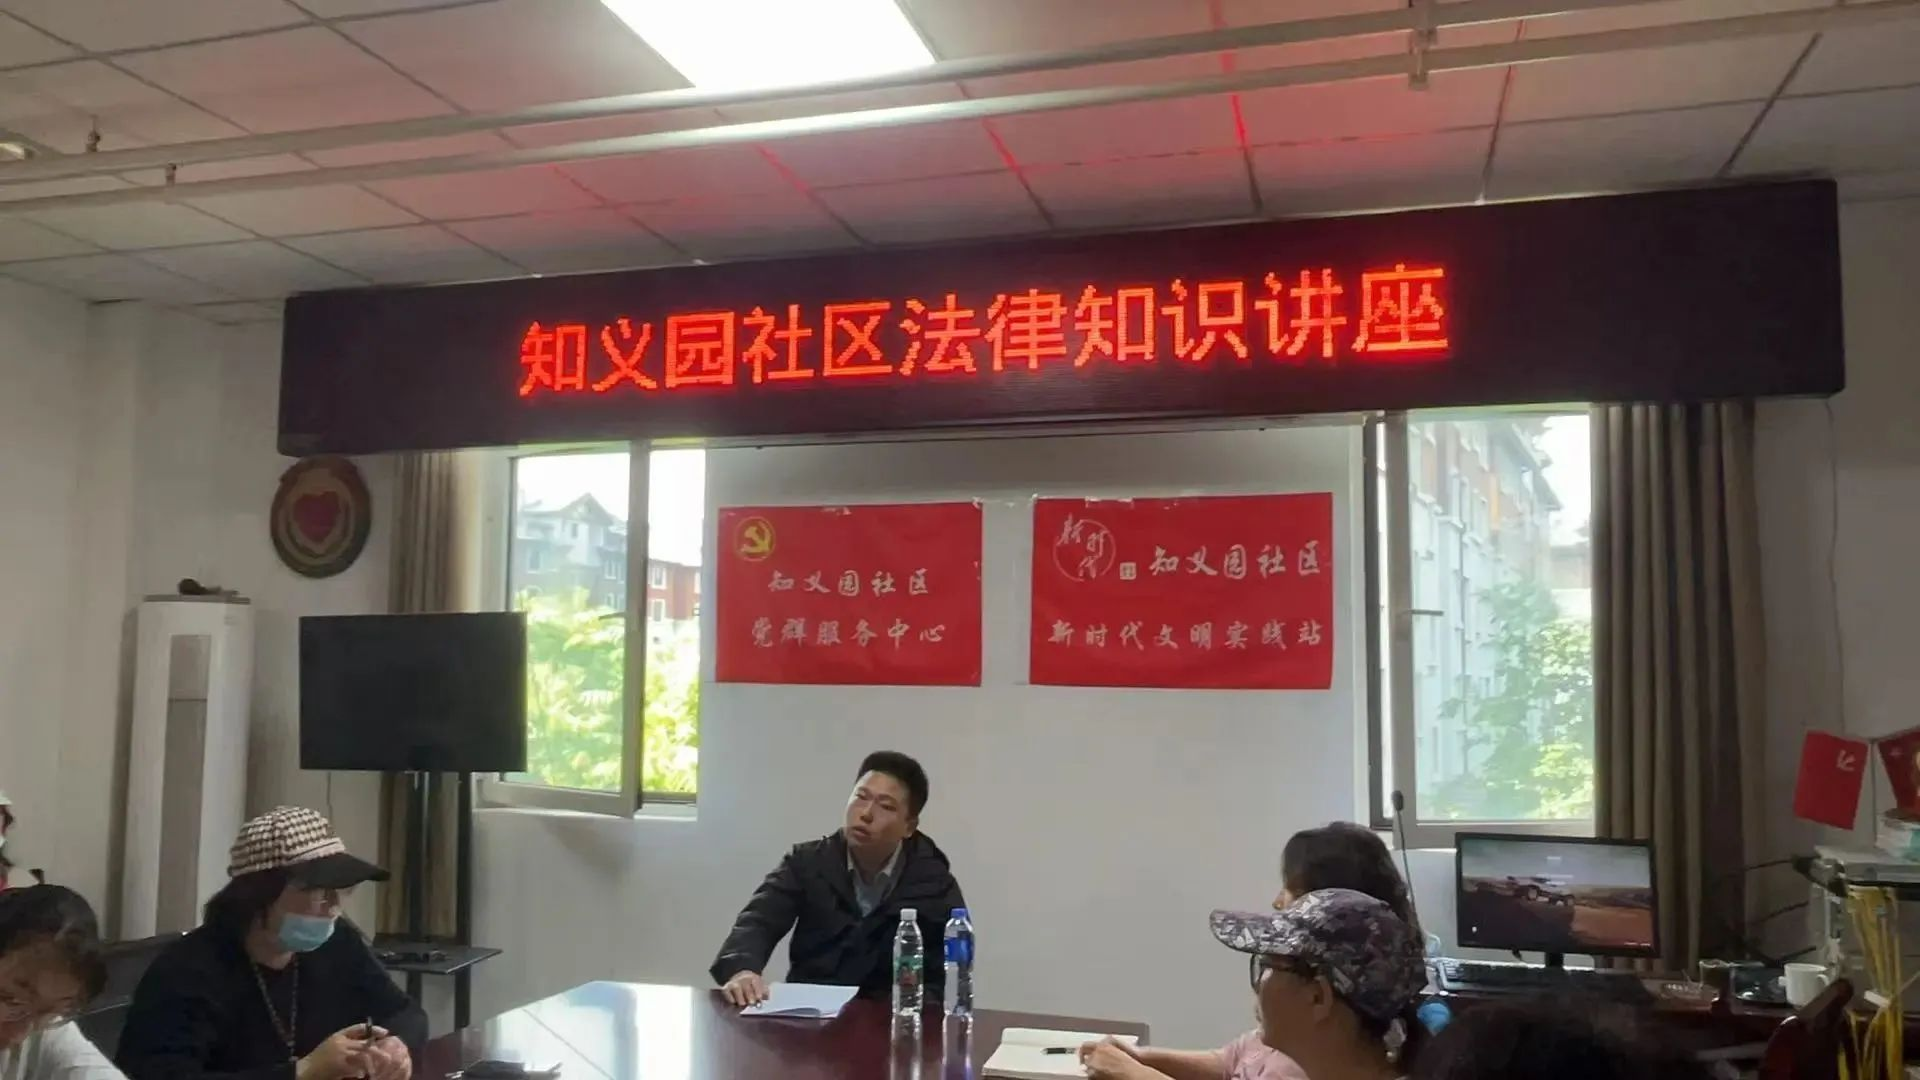 知义园社区法律知识讲座
知义园社区
党群服务中心
新时代
知义园社区
新时代文明实践站